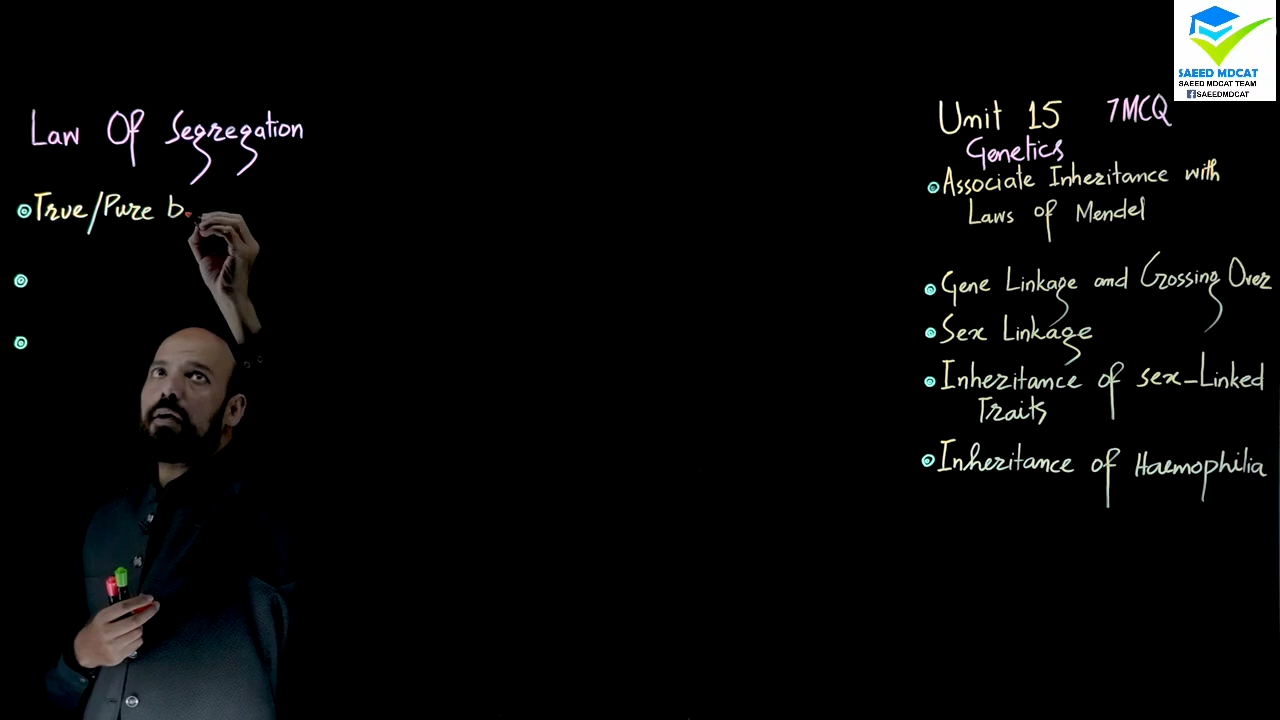 SAEED MDCAT
SAEED MDCAT TEAM
SAEEDMDCAT
Law Of Segregation
True/Pure b
Unit 15 7MCQ
Genetics
Associate Inheritance with
Laws of Mendel
Gene Linkage and Crossing Over
Sex Linkage
Inheritance of sex-Linked
Traits
Inheritance of Haemophilia